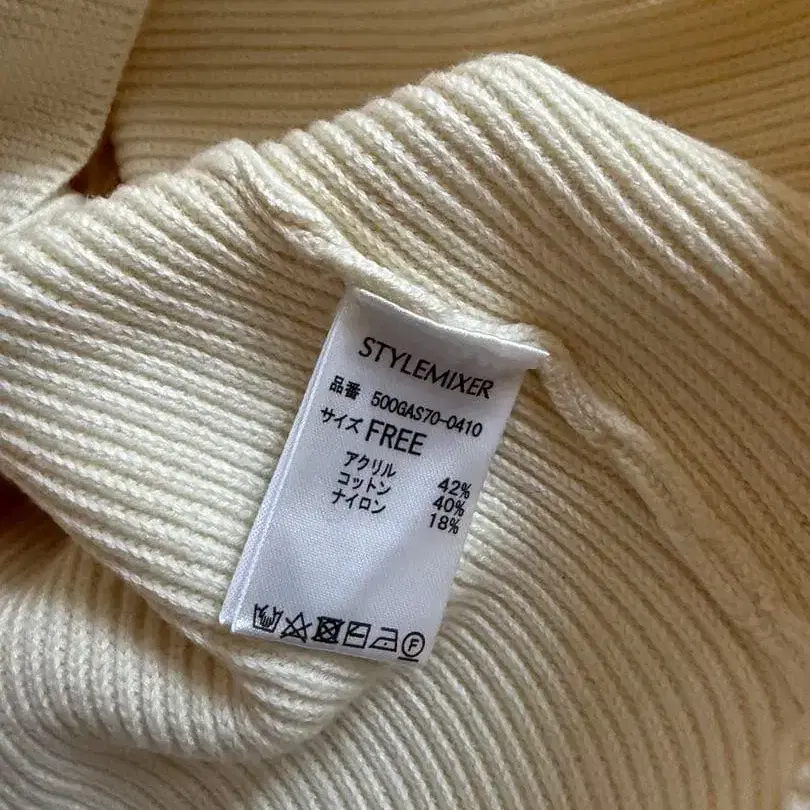 STYLEMIXER
品番 500GAS70-0410
サイズ FREE
アクリル 42%
コットン 40%
ナイロン 18%
F